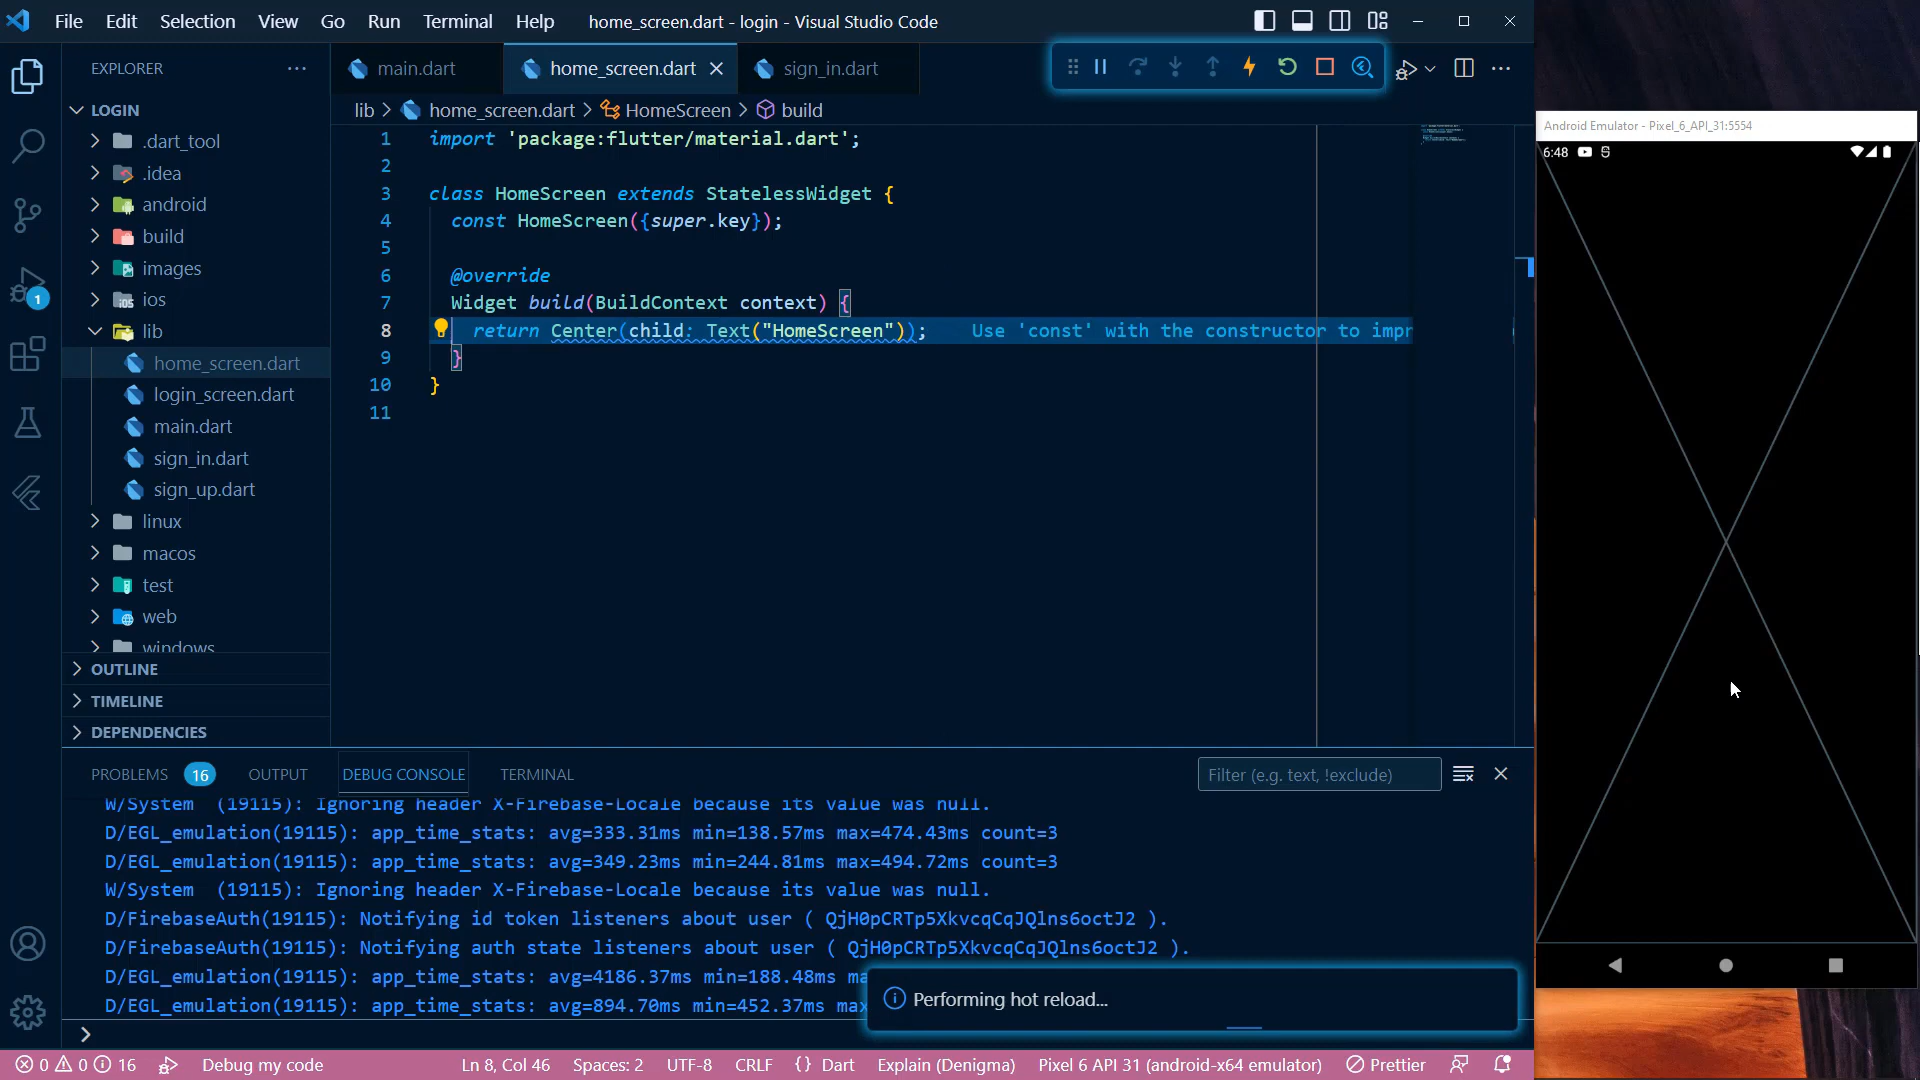 File Edit Selection View Go Run Terminal Help home_screen.dart - login - Visual Studio Code
EXPLORER
main.dart home_screen.dart sign_in.dart
LOGIN
.dart_tool
.idea
android
build
images
ios
lib
home_screen.dart
login_screen.dart
main.dart
sign_in.dart
sign_up.dart
linux
macos
test
web
windows
OUTLINE
TIMELINE
DEPENDENCIES
1
lib > home_screen.dart > HomeScreen > build
1 import 'package:flutter/material.dart';
2
3 class HomeScreen extends StatelessWidget {
4 const HomeScreen({super.key});
5
6 @override
7 Widget build(BuildContext context) {
8 return Center(child: Text("HomeScreen")); Use 'const' with the constructor to impr
9 }
10 }
11
PROBLEMS 16 OUTPUT DEBUG CONSOLE TERMINAL Filter (e.g. text, !exclude)
W/System (19115): Ignoring header X-Firebase-Locale because its value was null.
D/EGL_emulation(19115): app_time_stats: avg=333.31ms min=138.57ms max=474.43ms count=3
D/EGL_emulation(19115): app_time_stats: avg=349.23ms min=244.81ms max=494.72ms count=3
W/System (19115): Ignoring header X-Firebase-Locale because its value was null.
D/FirebaseAuth(19115): Notifying id token listeners about user ( QjH0pCRTp5XkvcqCqJQlns6octJ2 ).
D/FirebaseAuth(19115): Notifying auth state listeners about user ( QjH0pCRTp5XkvcqCqJQlns6octJ2 ).
D/EGL_emulation(19115): app_time_stats: avg=4186.37ms min=188.48ms ma
D/EGL_emulation(19115): app_time_stats: avg=894.70ms min=452.37ms max
>
Performing hot reload...
0 0 16 Debug my code Ln 8, Col 46 Spaces: 2 UTF-8 CRLF {} Dart Explain (Denigma) Pixel 6 API 31 (android-x64 emulator) Prettier
Android Emulator - Pixel_6_API_31:5554
6:48